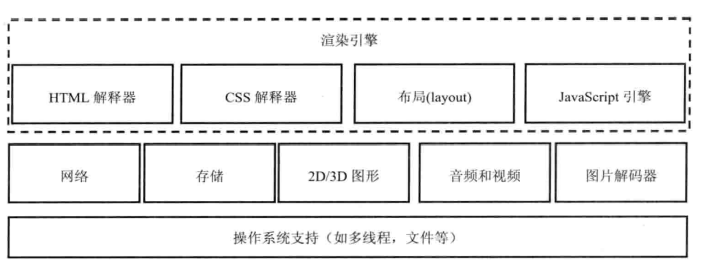 渲染引擎
HTML 解释器
CSS 解释器
布局(layout)
JavaScript 引擎
网络
存储
2D/3D 图形
音频和视频
图片解码器
操作系统支持（如多线程，文件等）